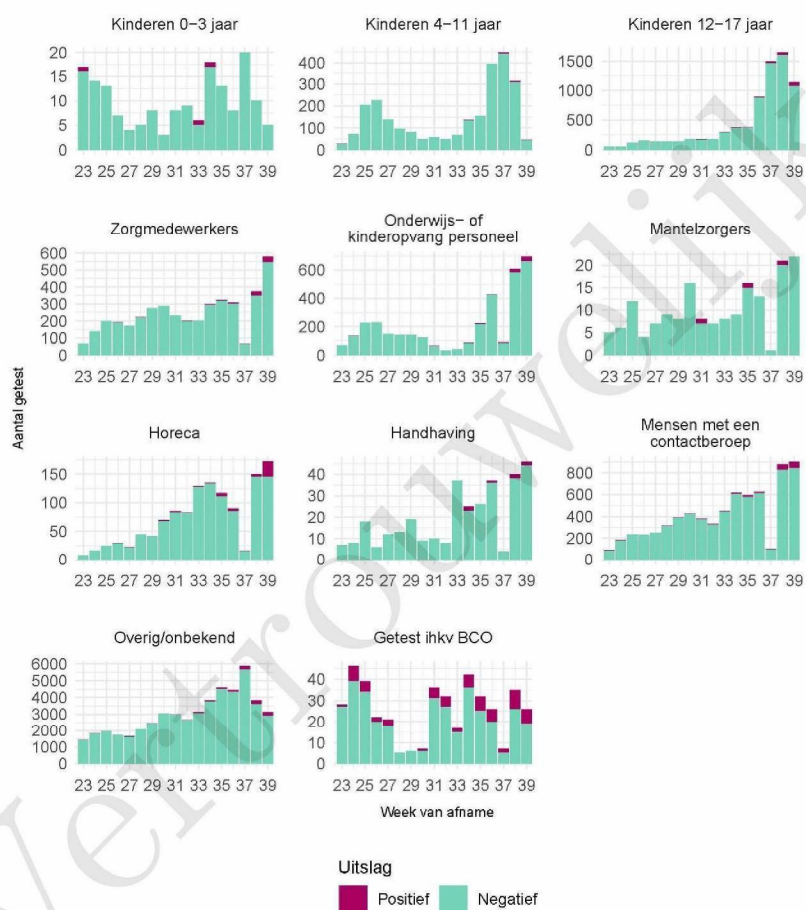 Kinderen 0−3 jaar
Kinderen 4−11 jaar
Kinderen 12−17 jaar
20
15
10
5
0
400
300
200
100
0
1500
1000
500
0
23 25 27 29 31 33 35 37 39
23 25 27 29 31 33 35 37 39
23 25 27 29 31 33 35 37 39
Zorgmedewerkers
Onderwijs− of
kinderopvang personeel
Mantelzorgers
600
500
400
300
200
100
0
600
400
200
0
20
15
10
5
0
23 25 27 29 31 33 35 37 39
23 25 27 29 31 33 35 37 39
23 25 27 29 31 33 35 37 39
Aantal getest
Horeca
Handhaving
Mensen met een
contactberoep
150
100
50
0
40
30
20
10
0
800
600
400
200
0
23 25 27 29 31 33 35 37 39
23 25 27 29 31 33 35 37 39
23 25 27 29 31 33 35 37 39
Overig/onbekend
Getest ihkv BCO
6000
5000
4000
3000
2000
1000
0
40
30
20
10
0
23 25 27 29 31 33 35 37 39
23 25 27 29 31 33 35 37 39
Week van afname
Uitslag
Positief
Negatief
Vertrouwelijk